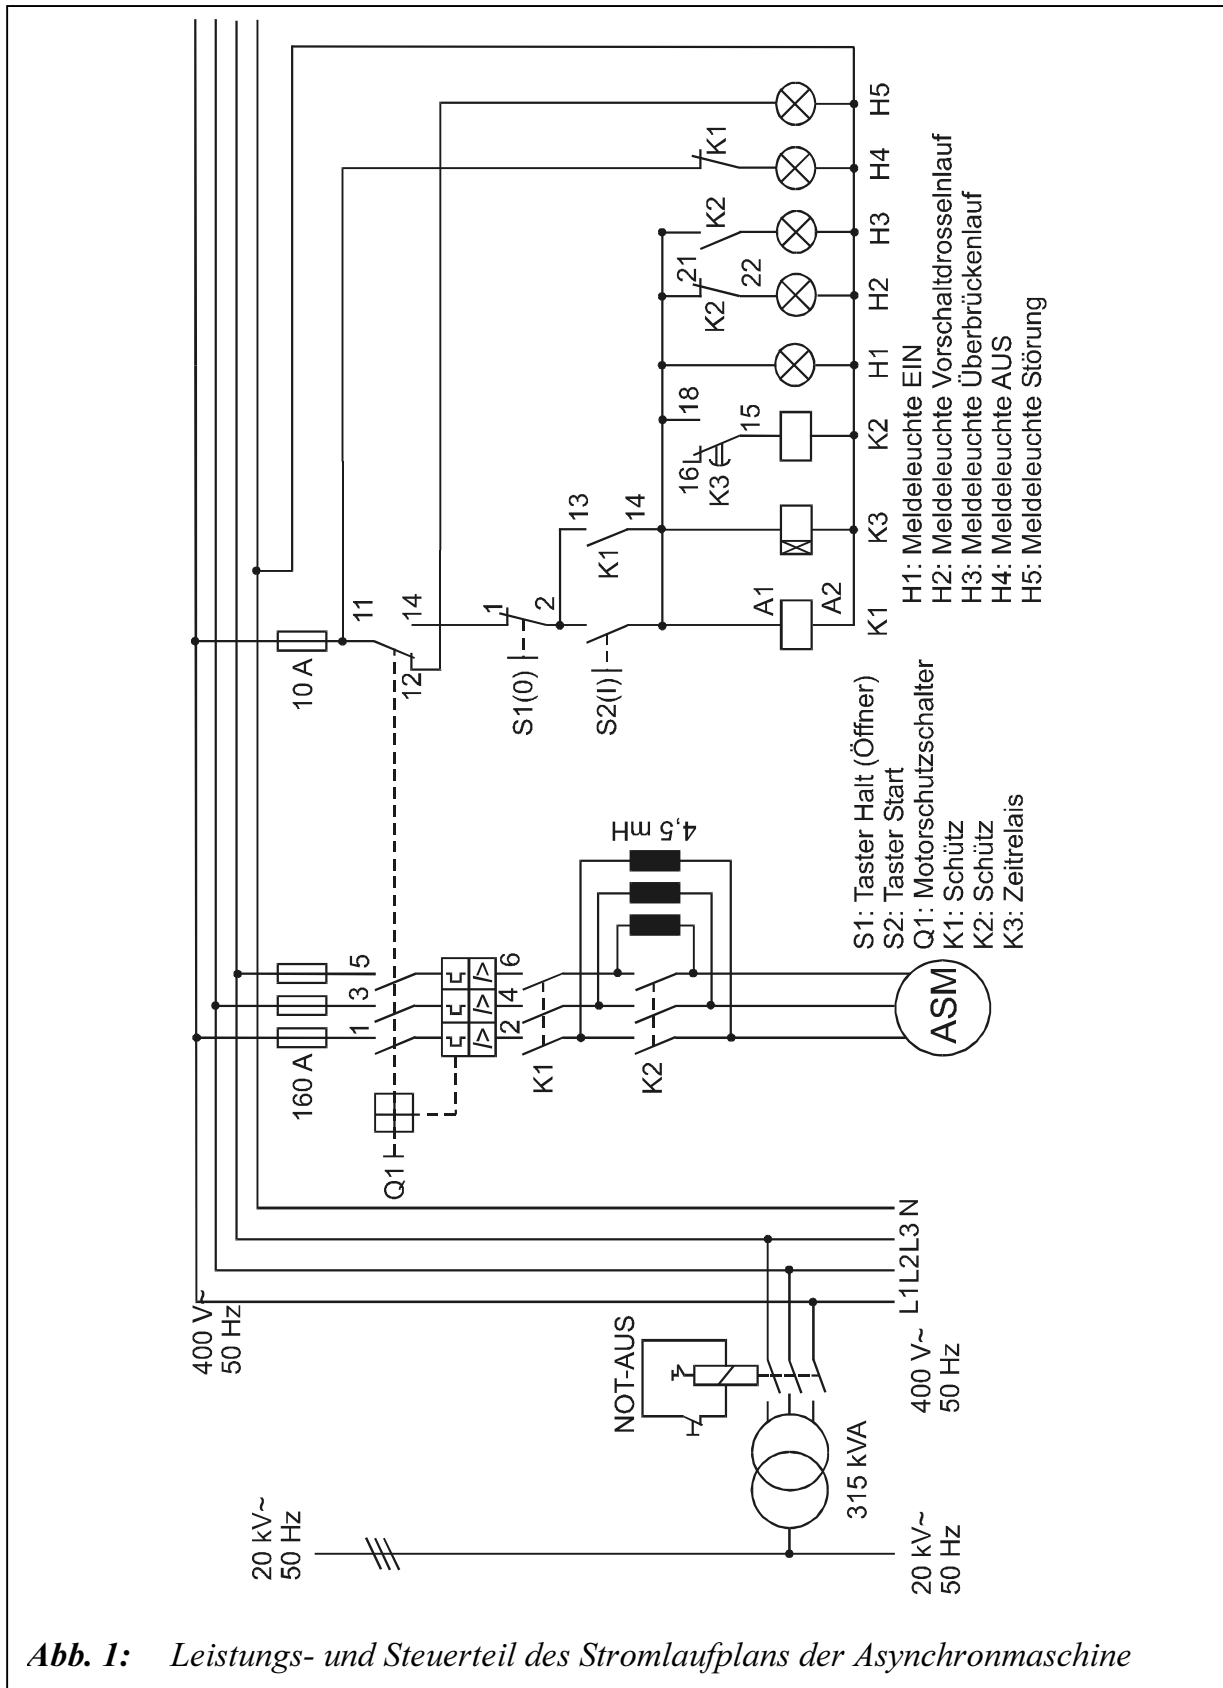 20 kV~
50 Hz
20 kV~
50 Hz
315 kVA
NOT-AUS
400 V~
50 Hz
400 V~
50 Hz
L1
L2
L3
N
Q1
160 A
1
3
5
I>
I>
I>
2
4
6
K1
K2
4,5 mH
ASM
10 A
11
12
14
S1(0)
1
2
S2(I)
13
K1
14
A1
A2
K1
K3
16
18
K3
15
K2
H1
21
K2
22
H2
K2
H3
K1
H4
H5
S1: Taster Halt (Öffner)
S2: Taster Start
Q1: Motorschutzschalter
K1: Schütz
K2: Schütz
K3: Zeitrelais
H1: Meldeleuchte EIN
H2: Meldeleuchte Vorschaltdrosselnlauf
H3: Meldeleuchte Überbrückenlauf
H4: Meldeleuchte AUS
H5: Meldeleuchte Störung
Abb. 1: Leistungs- und Steuerteil des Stromlaufplans der Asynchronmaschine